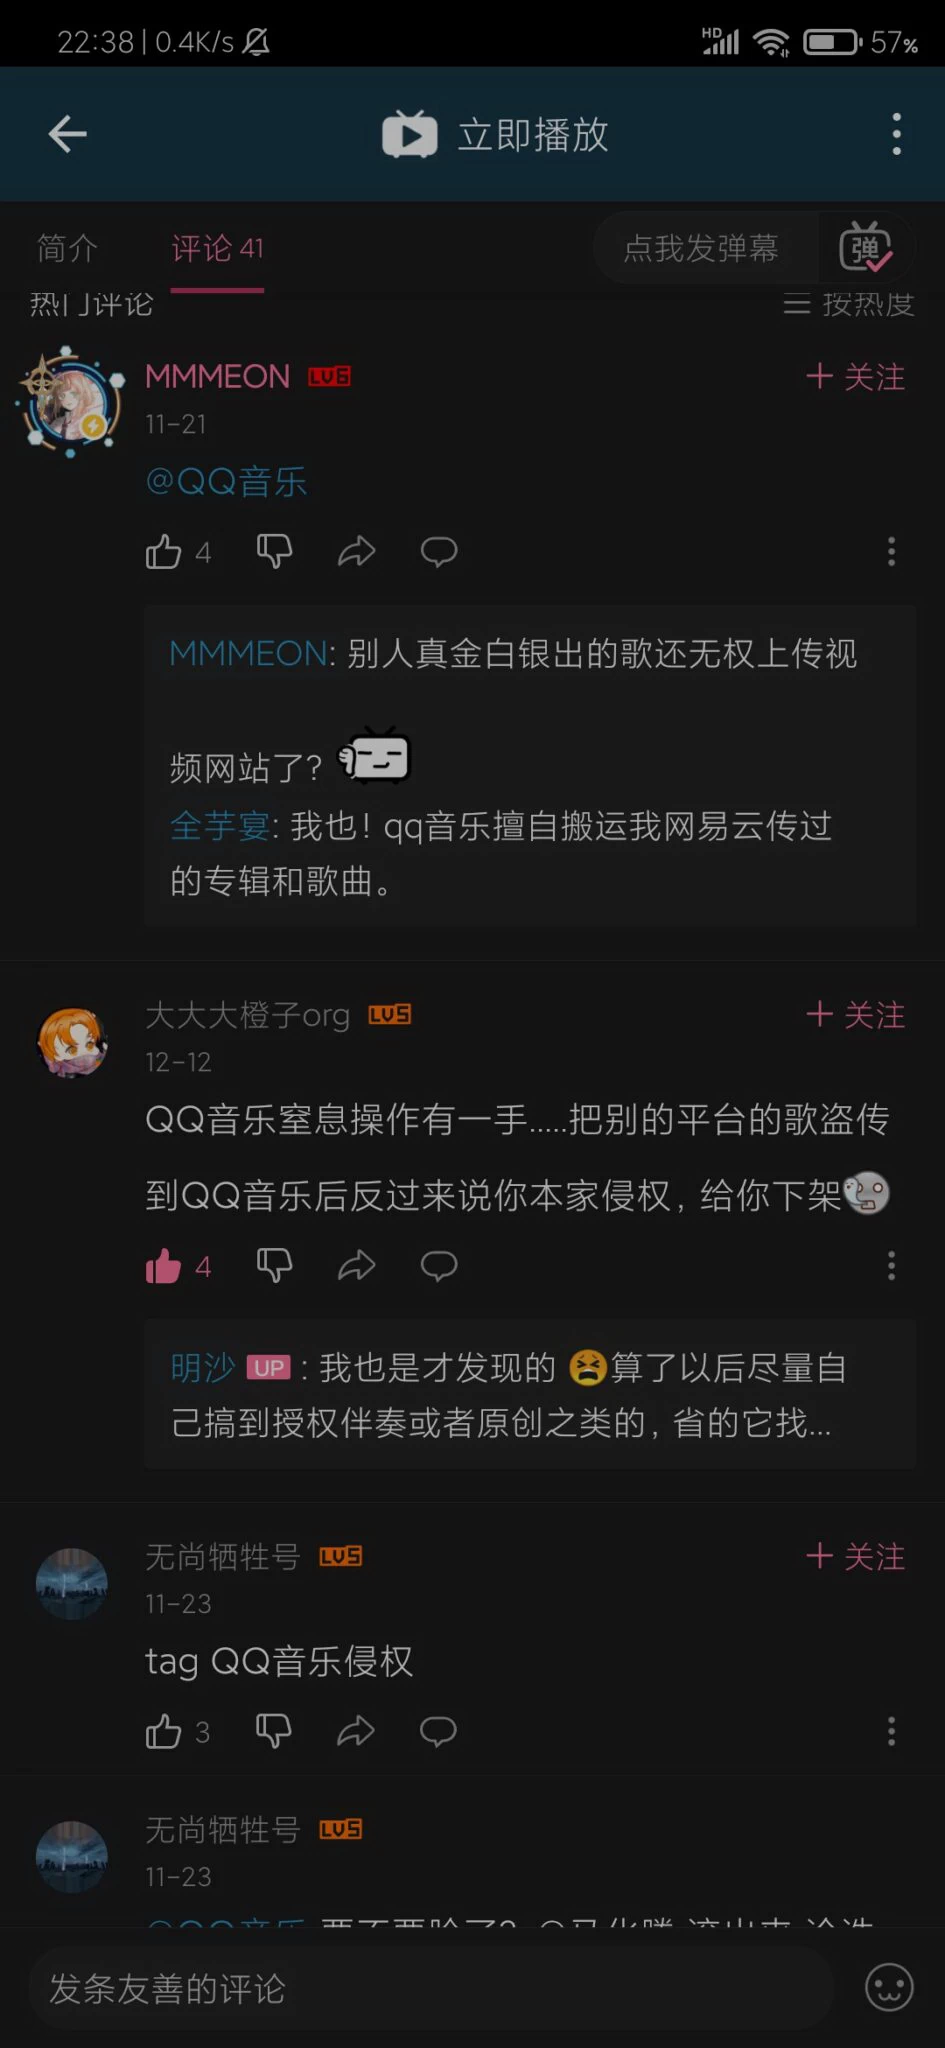 22:38 | 0.4K/s HD 57%
立即播放
简介 评论 41 点我发弹幕 弹
热门评论 按热度
MMMEON LV6 + 关注
11-21
@QQ音乐
4
MMMEON: 别人真金白银出的歌还无权上传视
频网站了?
全芋宴: 我也! qq音乐擅自搬运我网易云传过
的专辑和歌曲。
大大大橙子org LV5 + 关注
12-12
QQ音乐窒息操作有一手.....把别的平台的歌盗传
到QQ音乐后反过来说你本家侵权, 给你下架
4
明沙 UP : 我也是才发现的 算了以后尽量自
己搞到授权伴奏或者原创之类的, 省的它找...
无尚牺牲号 LV5 + 关注
11-23
tag QQ音乐侵权
3
无尚牺牲号 LV5
11-23
@QQ音乐
发条友善的评论